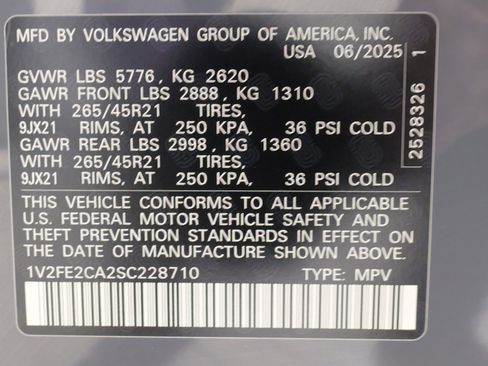 MFD BY VOLKSWAGEN GROUP OF AMERICA, INC.
USA 06/2025
GVWR LBS 5776, KG 2620
GAWR FRONT LBS 2888, KG 1310
WITH 265/45R21 TIRES,
9JX21 RIMS, AT 250 KPA, 36 PSI COLD
GAWR REAR LBS 2998, KG 1360
WITH 265/45R21 TIRES,
9JX21 RIMS, AT 250 KPA, 36 PSI COLD
THIS VEHICLE CONFORMS TO ALL APPLICABLE
U.S. FEDERAL MOTOR VEHICLE SAFETY AND
THEFT PREVENTION STANDARDS IN EFFECT ON
THE DATE OF MANUFACTURE SHOWN ABOVE.
1V2FE2CA2SC228710 TYPE: MPV
2528326 1